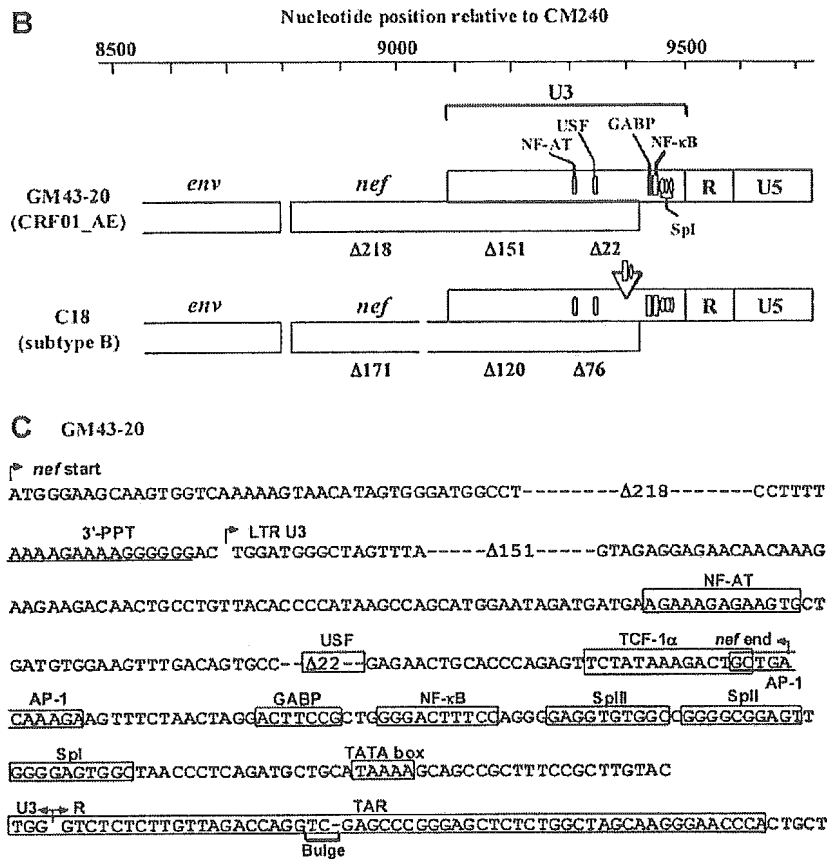 B
Nucleotide position relative to CM240
8500 9000 9500
U3
USF GABP
NF-AT NF-κB
env nef R U5
GM43-20
(CRF01_AE)
SpI
Δ218 Δ151 Δ22
C18
(subtype B)
env nef R U5
Δ171 Δ120 Δ76
C GM43-20
nef start
ATGGGAAGCAAGTGGTCAAAAAGTAACATAGTGGGATGGCCT---------Δ218---------CCTTTT
3'-PPT LTR U3
AAAAGAAAAGGGGGGAC TGGATGGGCTAGTTTA------Δ151------GTAGAGGAGAACAACAAAG
NF-AT
AAGAAGACAACTGCCTGTTACACCCCATAAGCCAGCATGGAATAGATGATGAAGAAAGAGAAGTGCT
USF TCF-1α nef end
GATGTGGAAGTTTGACAGTGCC--Δ22--GAGAACTGCACCCAGAGTTCTATAAAGACTGCTGA
AP-1 GABP NF-κB SpIII SpII AP-1
CAAAGAAGTTTCTAACTAGGACTTCCGCTGGGGACTTTCCAGGGGAGGTGTGGCCGGGGCGGAGTT
SpI TATA box
GGGGAGTGGCTAACCCTCAGATGCTGCATAAAAGCAGCCGCTTTCCGCTTGTAC
U3 R TAR
TGG GTCTCTCTTGTTAGACCAGGTC-GAGCCCGGGAGCTCTCTGGCTAGCAAGGGAACCCACTGCT
Bulge